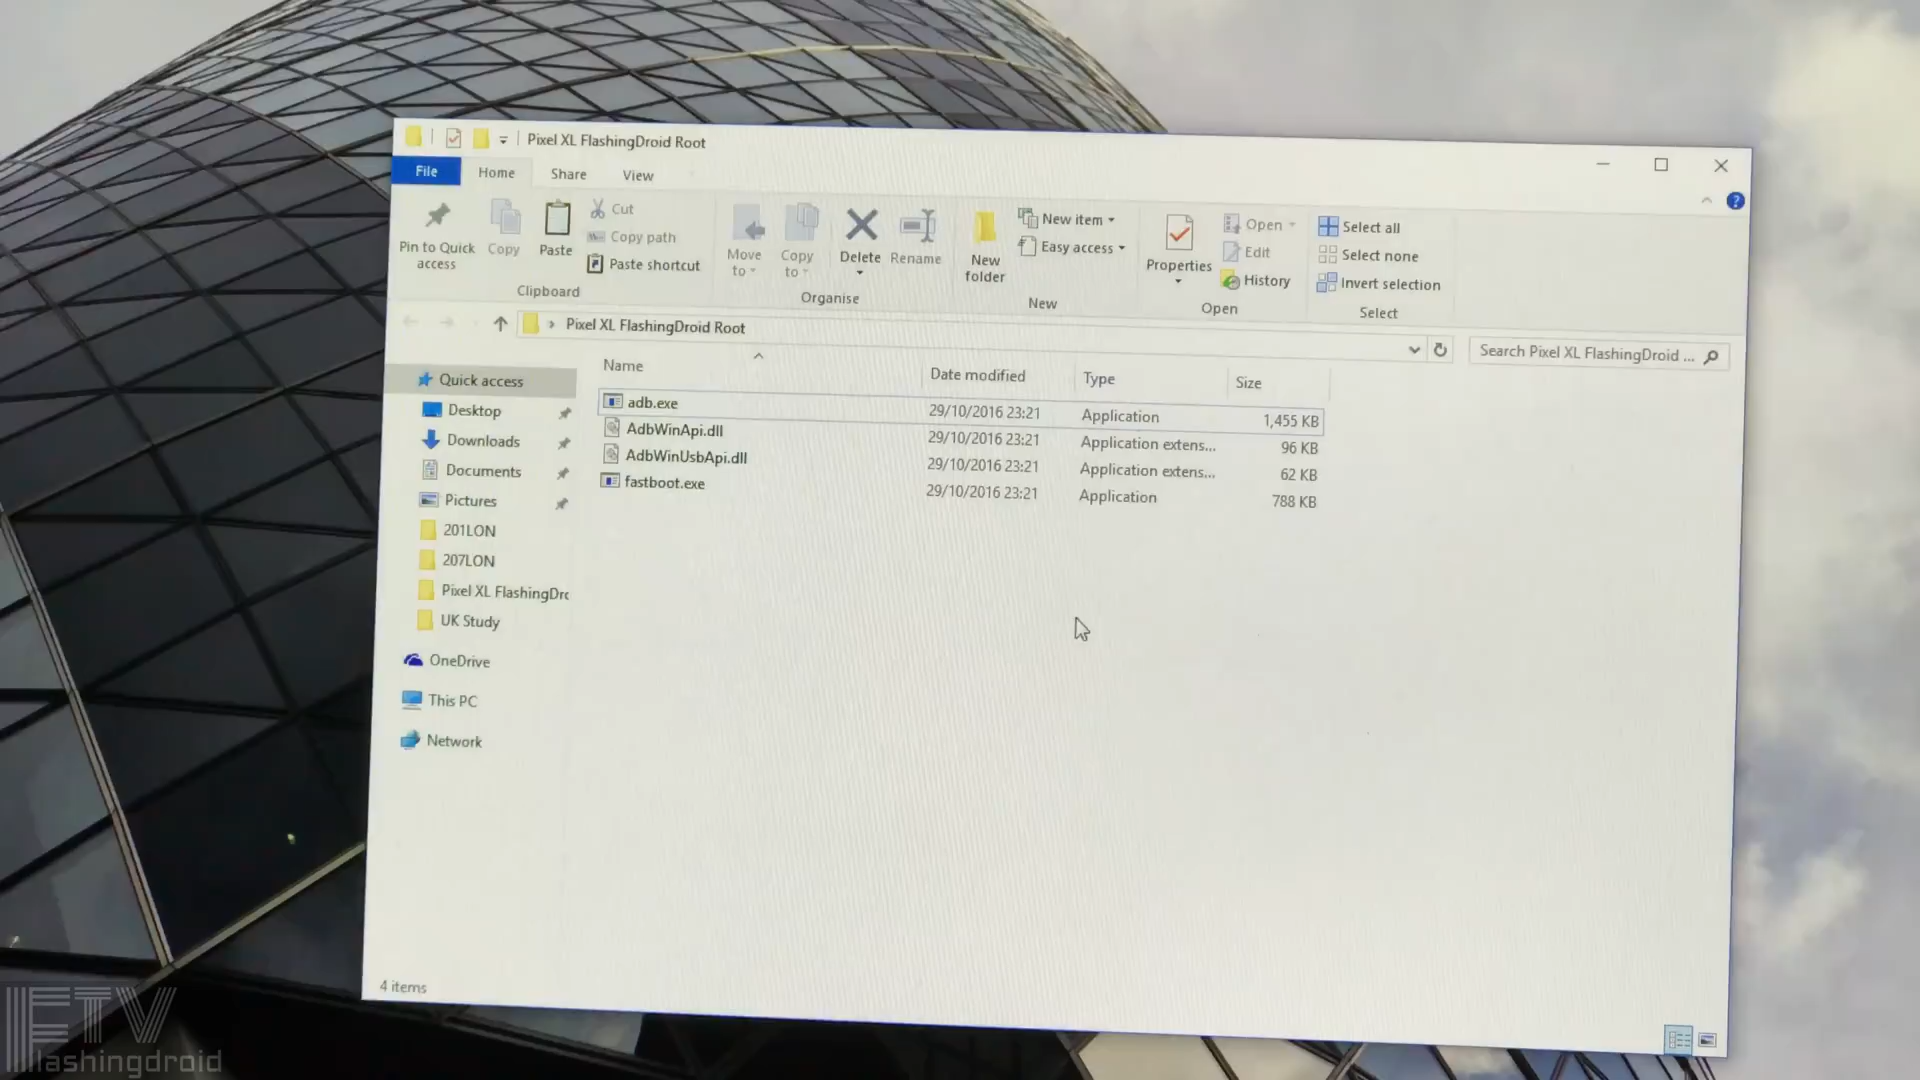 Pixel XL FlashingDroid Root
File Home Share View
Pin to Quick access
Copy
Paste
Cut
Copy path
Paste shortcut
Clipboard
Move to
Copy to
Delete
Rename
Organise
New folder
New item
Easy access
New
Properties
Open
Edit
History
Open
Select all
Select none
Invert selection
Select
Pixel XL FlashingDroid Root
Search Pixel XL FlashingDroid ...
Name Date modified Type Size
adb.exe 29/10/2016 23:21 Application 1,455 KB
AdbWinApi.dll 29/10/2016 23:21 Application extens... 96 KB
AdbWinUsbApi.dll 29/10/2016 23:21 Application extens... 62 KB
fastboot.exe 29/10/2016 23:21 Application 788 KB
Quick access
Desktop
Downloads
Documents
Pictures
201LON
207LON
Pixel XL FlashingDro
UK Study
OneDrive
This PC
Network
4 items
FTV
flashingdroid